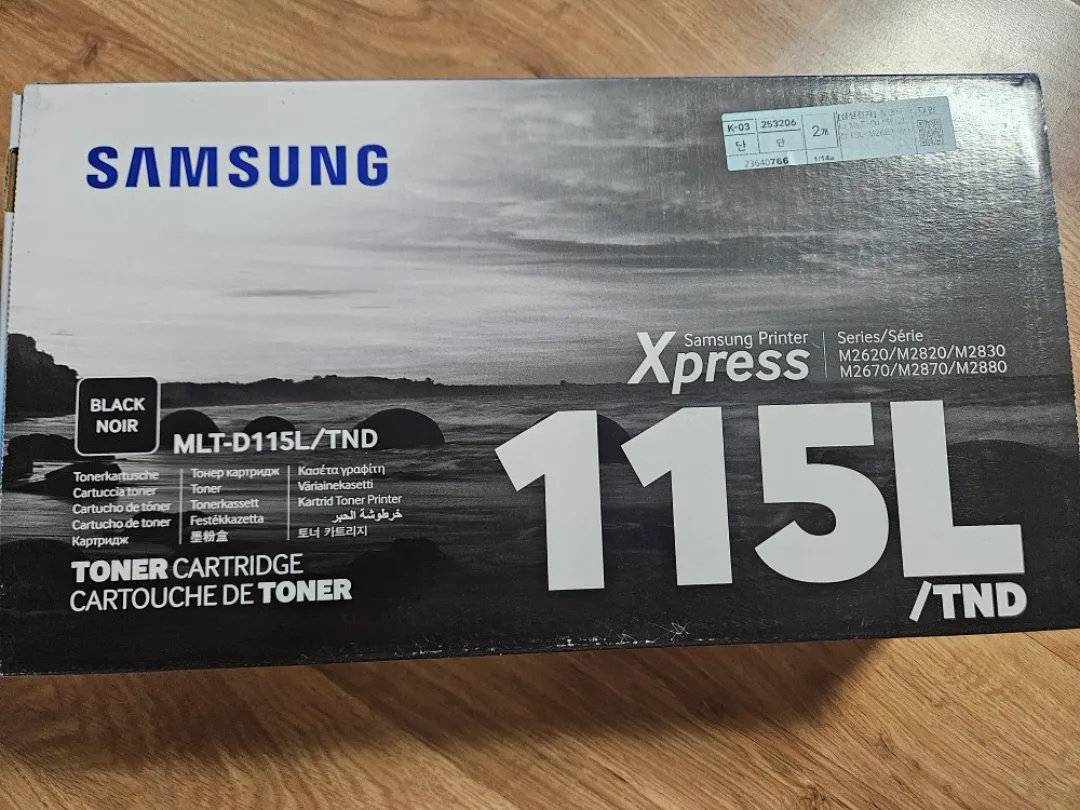 SAMSUNG
K-03
253206
2개
단
단
23640766
Xpress
Samsung Printer
Series/Série
M2620/M2820/M2830
M2670/M2870/M2880
BLACK
NOIR
MLT-D115L/TND
115L
/TND
Tonerkartusche
Cartuccia toner
Cartucho de tóner
Cartucho de toner
Картридж
Тонер картридж
Toner
Tonerkassett
Festékkazetta
墨粉盒
Κασέτα γραφίτη
Väriainekasetti
Kartrid Toner Printer
خرطوشة الحبر
토너 카트리지
TONER CARTRIDGE
CARTOUCHE DE TONER